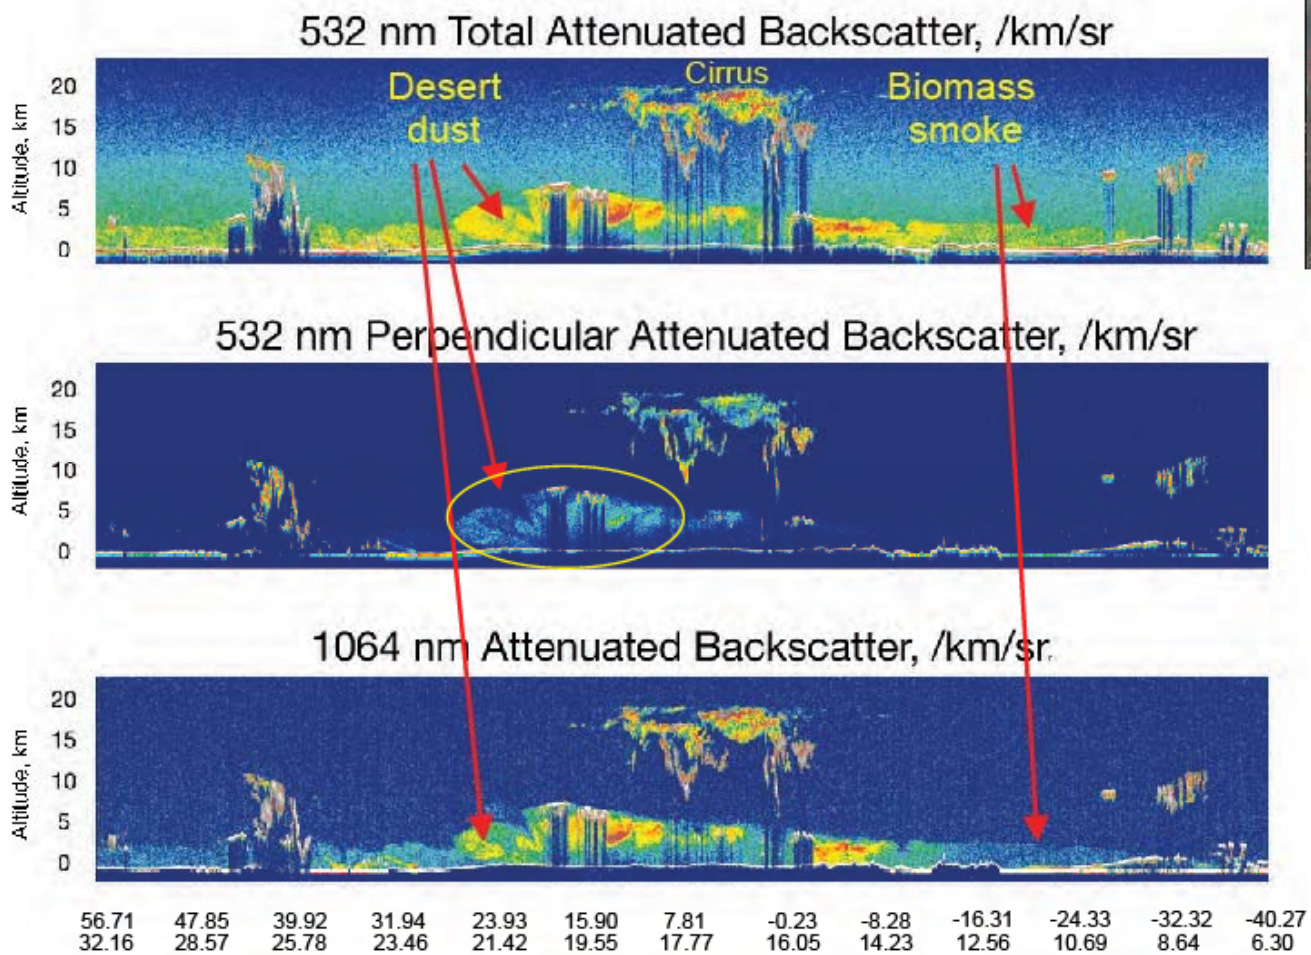 532 nm Total Attenuated Backscatter, /km/sr
Altitude, km
20
15
10
5
0
Desert
dust
Cirrus
Biomass
smoke
532 nm Perpendicular Attenuated Backscatter, /km/sr
Altitude, km
20
15
10
5
0
1064 nm Attenuated Backscatter, /km/sr.
Altitude, km
20
15
10
5
0
56.71 47.85 39.92 31.94 23.93 15.90 7.81 -0.23 -8.28 -16.31 -24.33 -32.32 -40.27
32.16 28.57 25.78 23.46 21.42 19.55 17.77 16.05 14.23 12.56 10.69 8.64 6.30